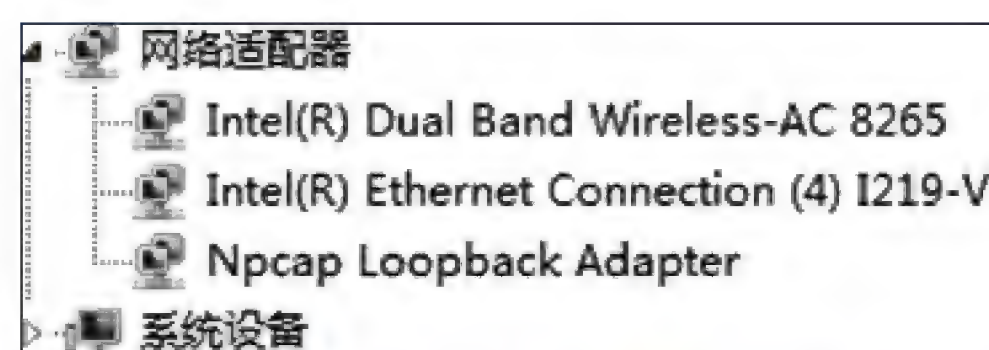 网络适配器
Intel(R) Dual Band Wireless-AC 8265
Intel(R) Ethernet Connection (4) I219-V
Npcap Loopback Adapter
系统设备